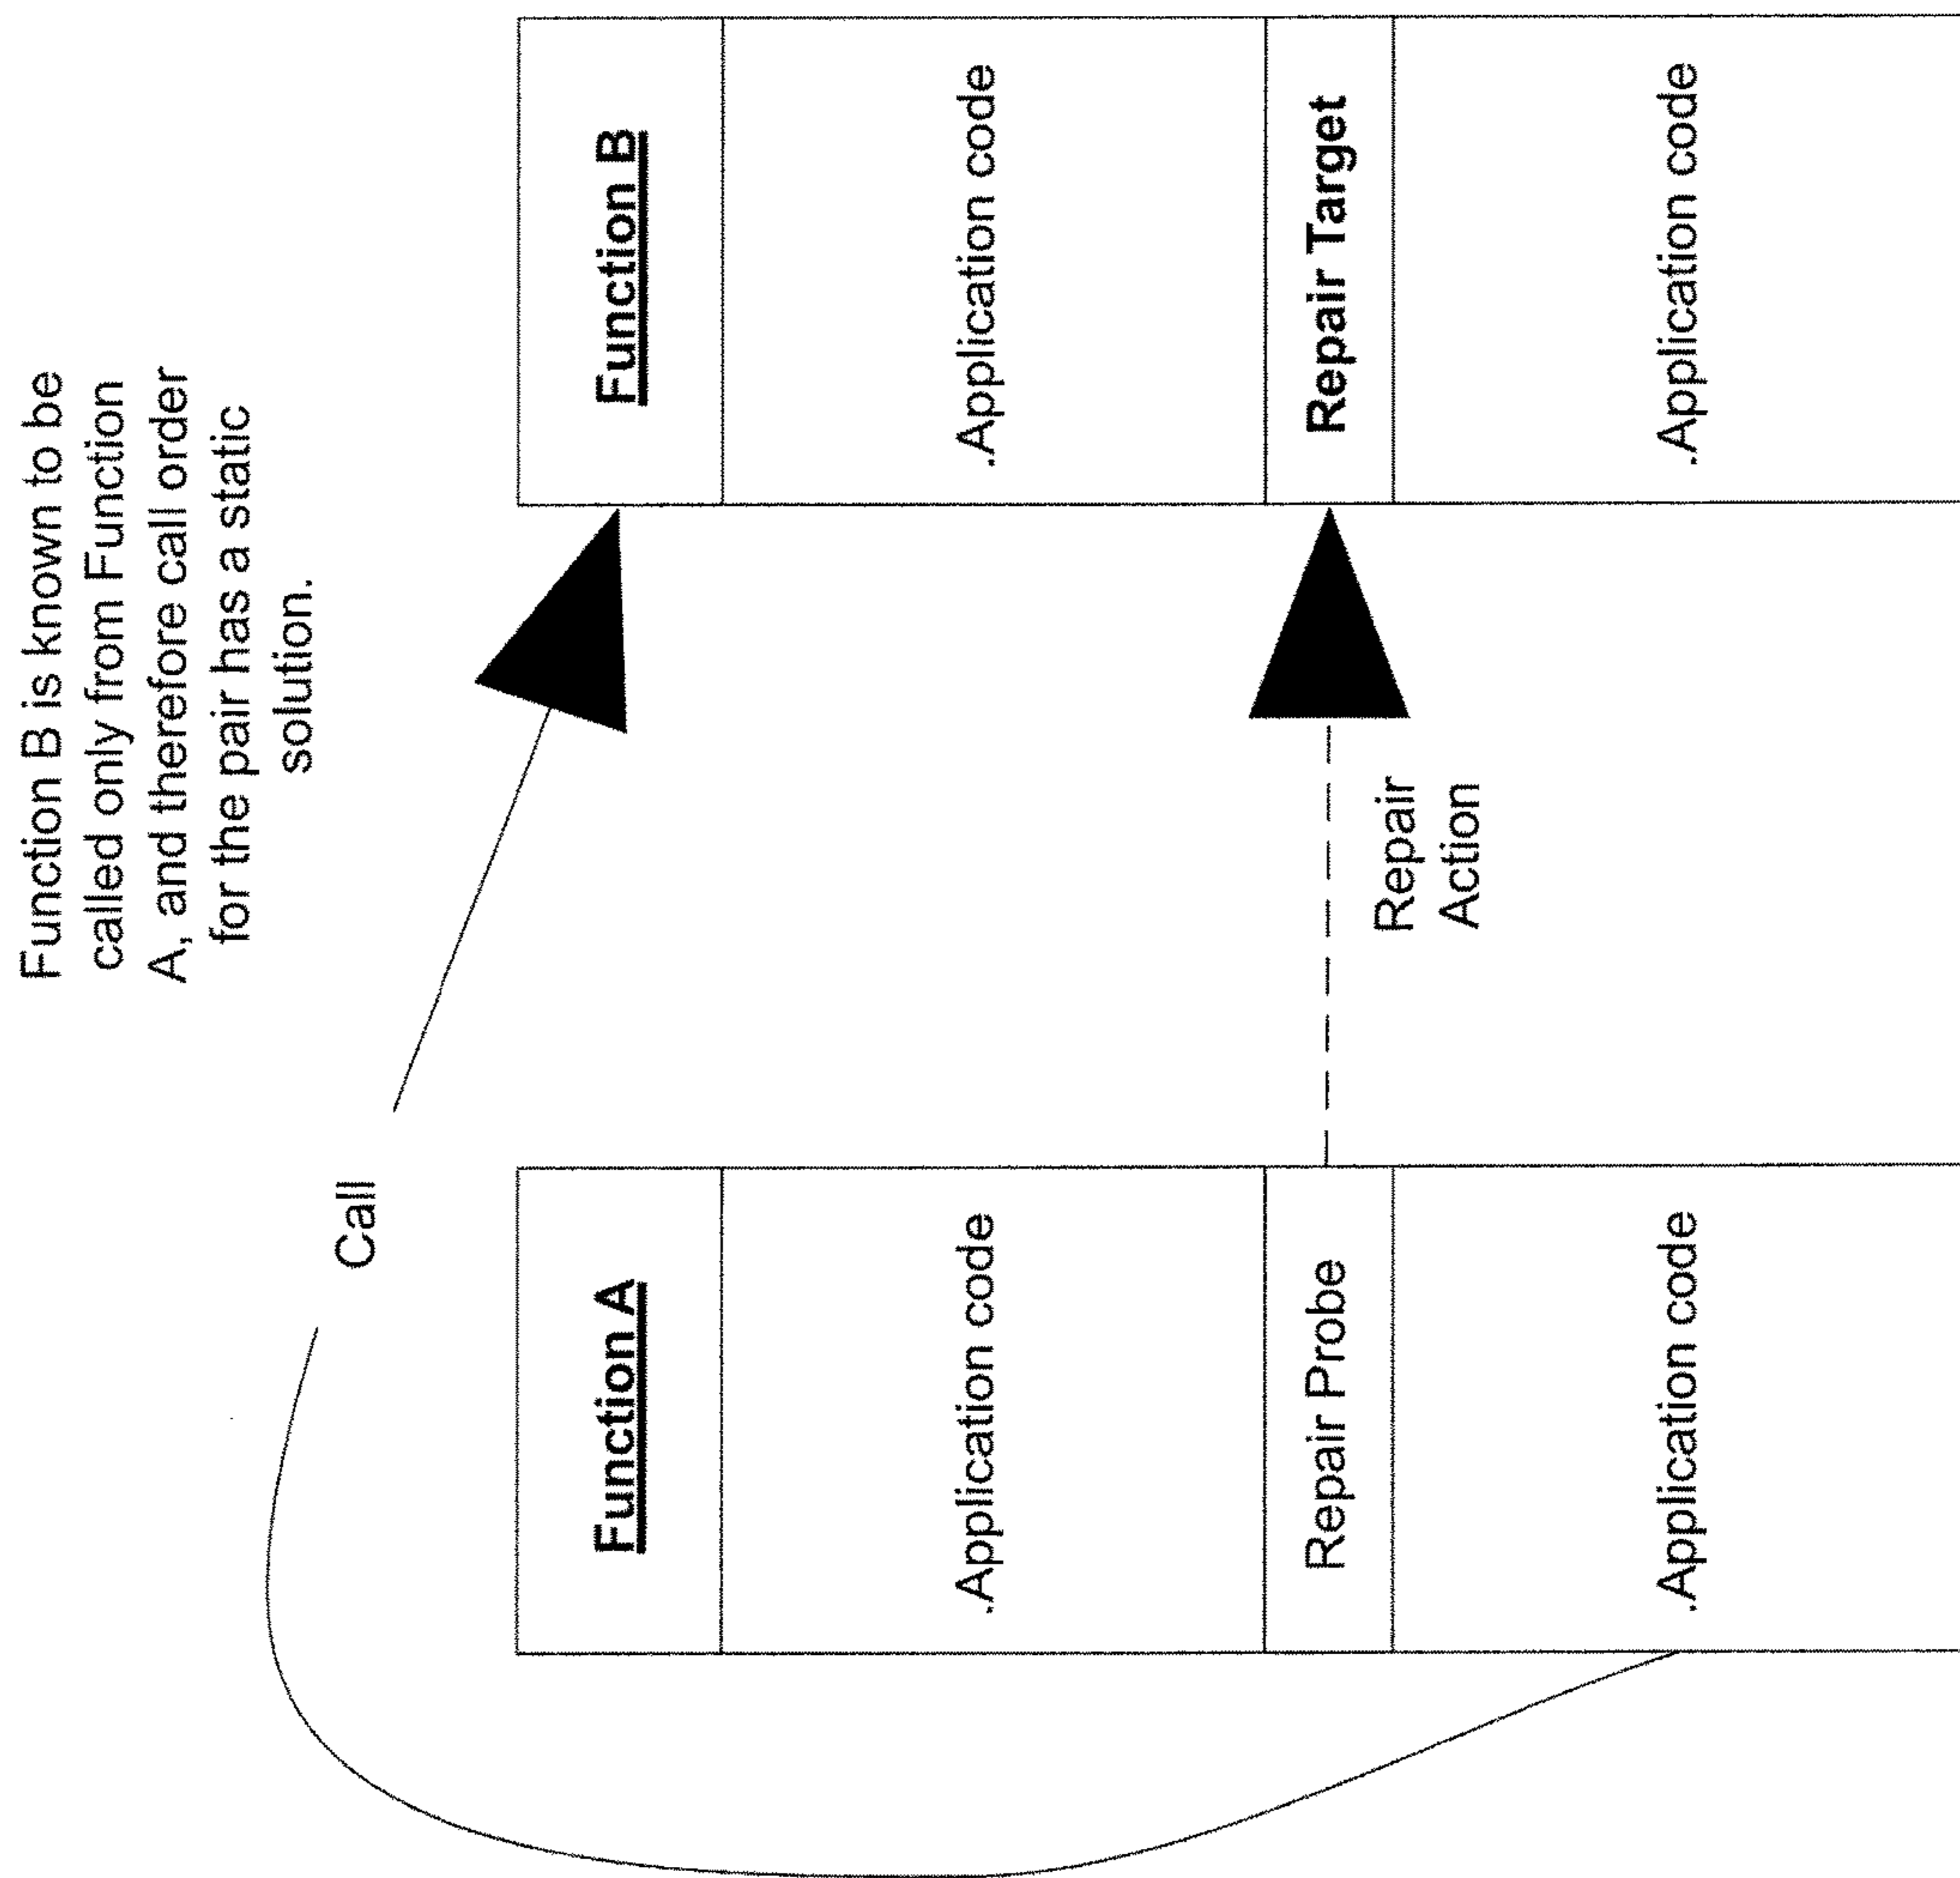 Function B is known to be
called only from Function
A, and therefore call order
for the pair has a static
solution.
Call
Function A
.Application code
Repair Probe
.Application code
Repair
Action
Function B
.Application code
Repair Target
.Application code